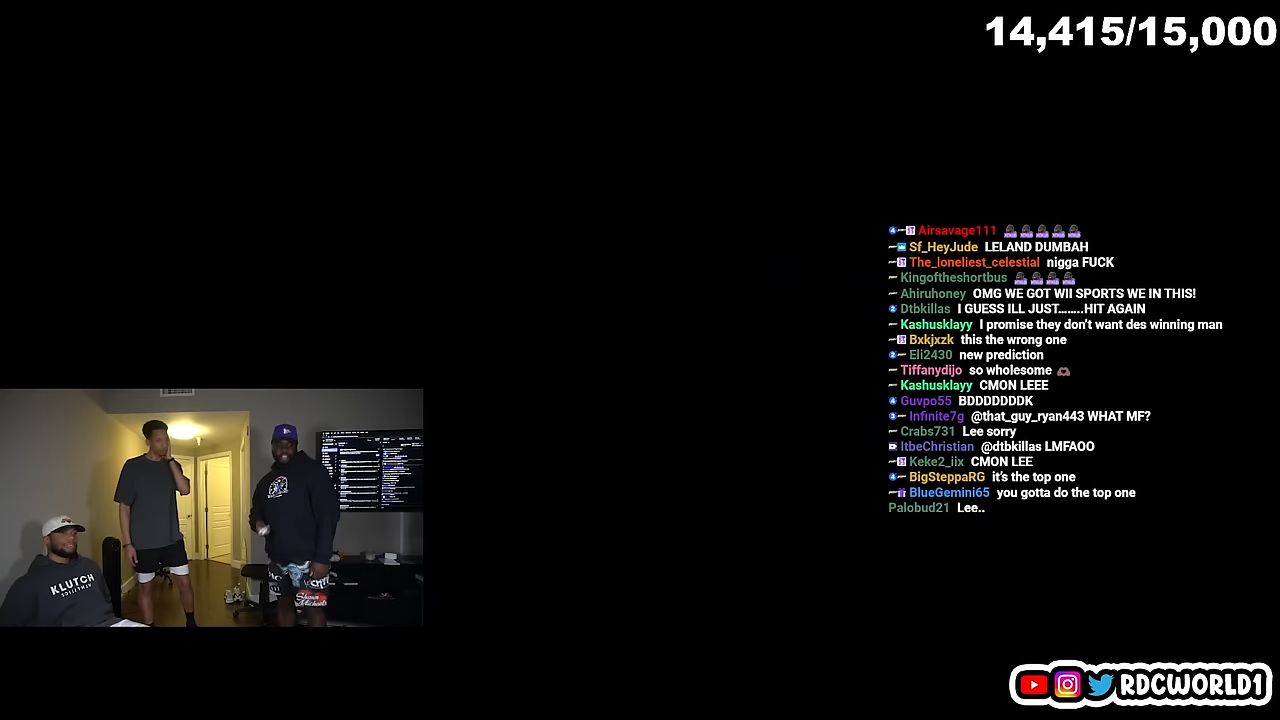 14,415/15,000
Airsavage111
Sf_HeyJude LELAND DUMBAH
The_loneliest_celestial nigga FUCK
Kingoftheshortbus
Ahiruhoney OMG WE GOT WII SPORTS WE IN THIS!
Dtbkillas I GUESS ILL JUST........HIT AGAIN
Kashusklayy I promise they don't want des winning man
Bxkjxzk this the wrong one
Eli2430 new prediction
Tiffanydijo so wholesome
Kashusklayy CMON LEEE
Guvpo55 BDDDDDDDK
Infinite7g @that_guy_ryan443 WHAT MF?
Crabs731 Lee sorry
ItbeChristian @dtbkillas LMFAOO
Keke2_iix CMON LEE
BigSteppaRG it's the top one
BlueGemini65 you gotta do the top one
Palobud21 Lee..
KLUTCH
ATHLETICS
Shawn
Michaels
RDCWORLD1